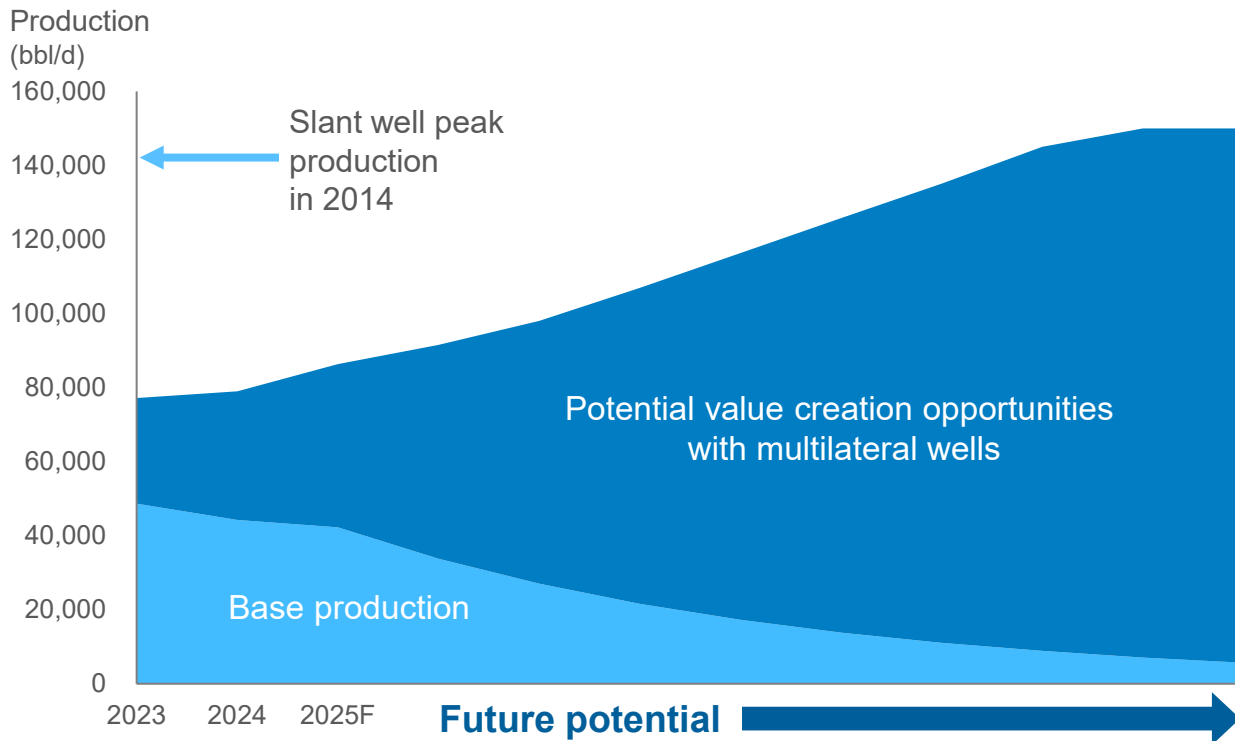 Production
(bbl/d)
160,000
Slant well peak
production
in 2014
140,000
120,000
100,000
80,000
60,000
40,000
20,000
0
Potential value creation opportunities
with multilateral wells
Base production
2023 2024 2025F
Future potential